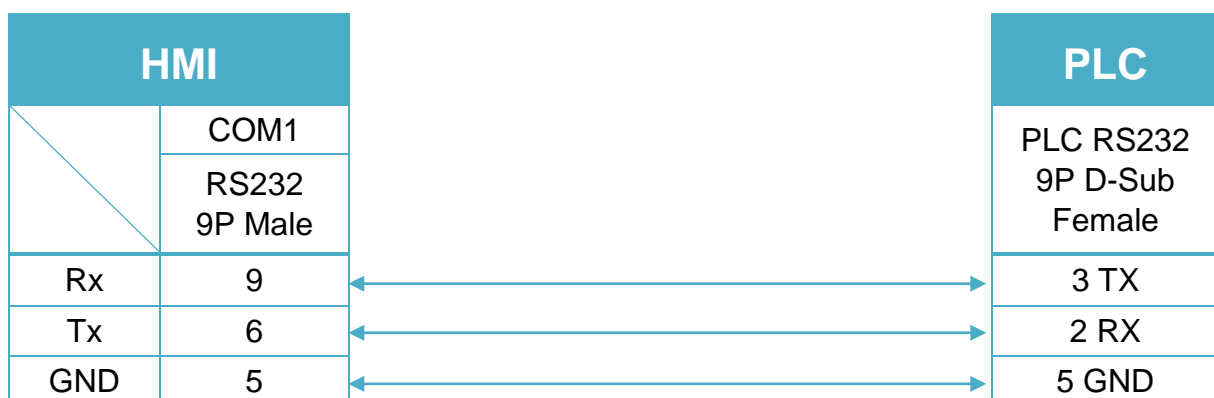 HMI
PLC
COM1
RS232
9P Male
PLC RS232
9P D-Sub
Female
Rx 9 3 TX
Tx 6 2 RX
GND 5 5 GND